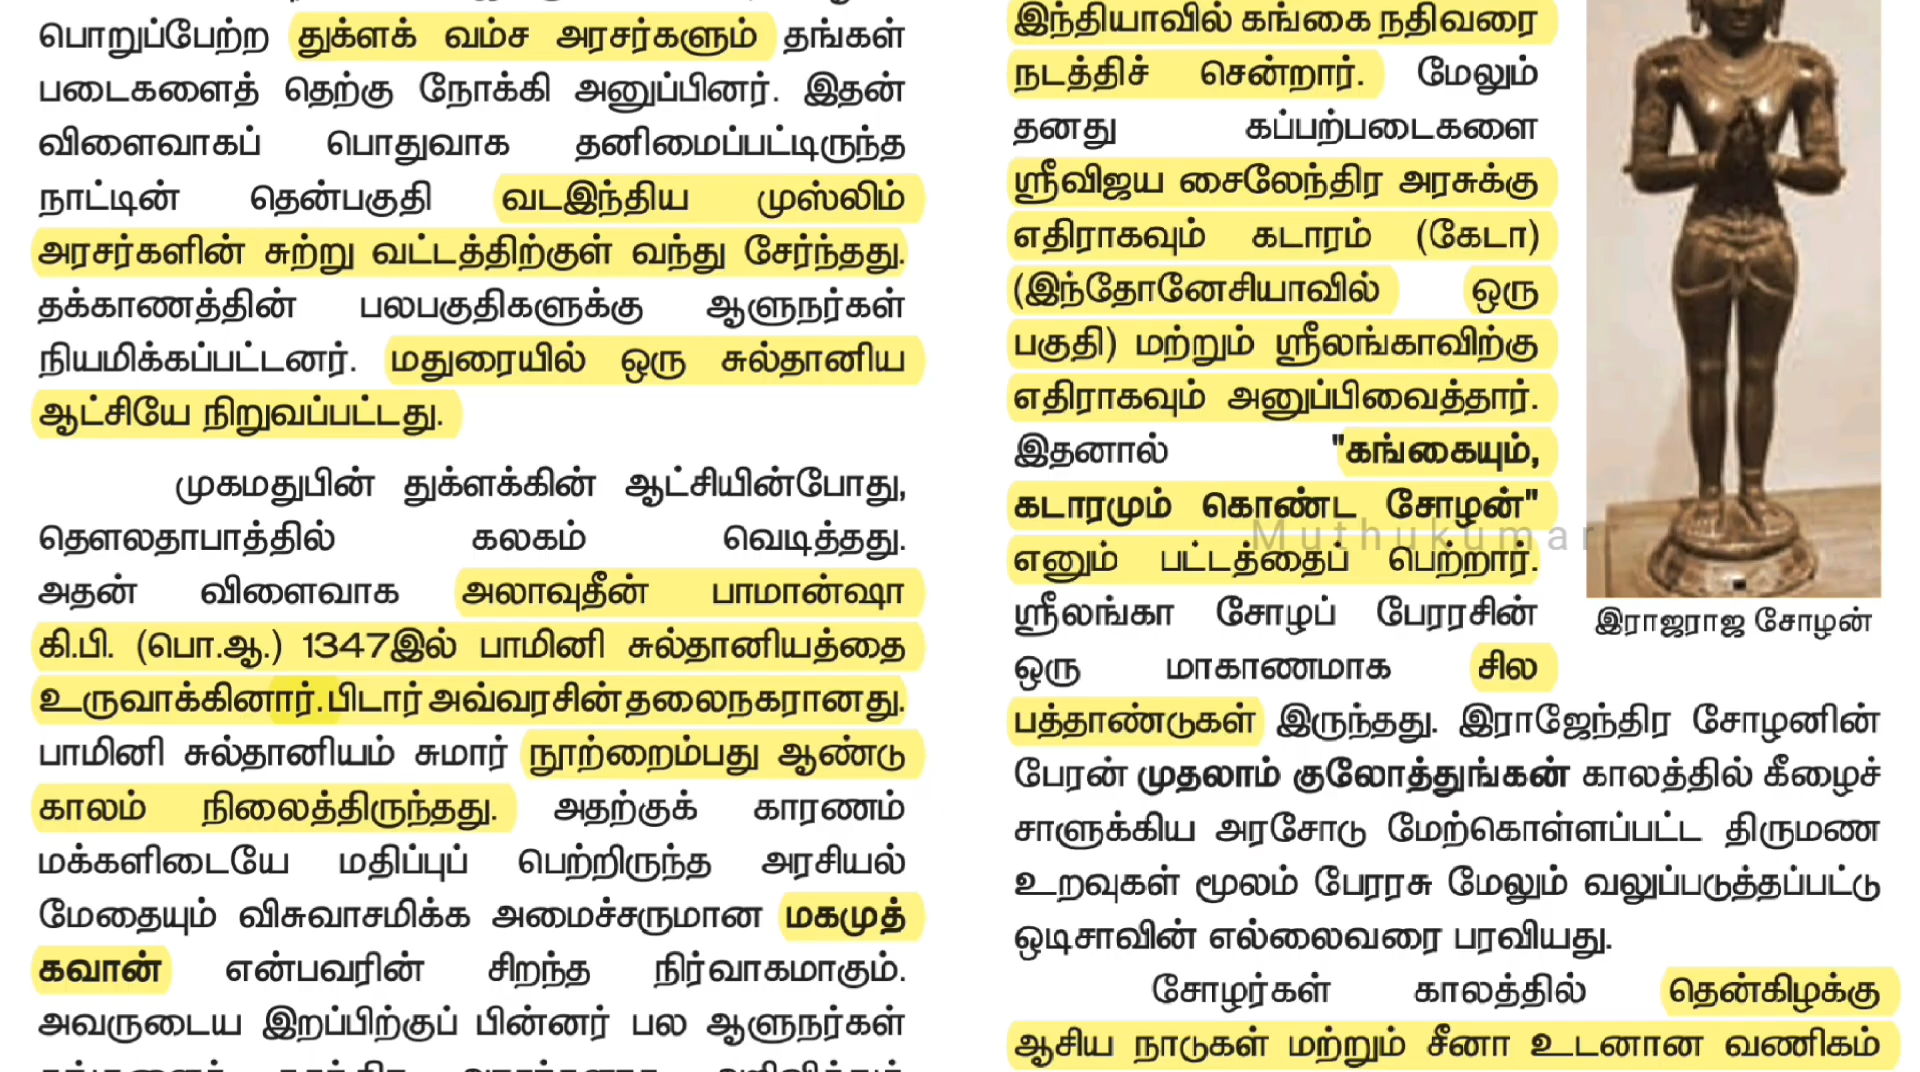 பொறுப்பேற்ற துக்ளக் வம்ச அரசர்களும் தங்கள்
படைகளைத் தெற்கு நோக்கி அனுப்பினர். இதன்
விளைவாகப் பொதுவாக தனிமைப்பட்டிருந்த
நாட்டின் தென்பகுதி வடஇந்திய முஸ்லிம்
அரசர்களின் சுற்று வட்டத்திற்குள் வந்து சேர்ந்தது.
தக்காணத்தின் பலபகுதிகளுக்கு ஆளுநர்கள்
நியமிக்கப்பட்டனர். மதுரையில் ஒரு சுல்தானிய
ஆட்சியே நிறுவப்பட்டது.
முகமதுபின் துக்ளக்கின் ஆட்சியின்போது,
தௌலதாபாத்தில் கலகம் வெடித்தது.
அதன் விளைவாக அலாவுதீன் பாமான்ஷா
கி.பி. (பொ.ஆ.) 1347இல் பாமினி சுல்தானியத்தை
உருவாக்கினார். பிடார் அவ்வரசின் தலைநகரானது.
பாமினி சுல்தானியம் சுமார் நூற்றைம்பது ஆண்டு
காலம் நிலைத்திருந்தது. அதற்குக் காரணம்
மக்களிடையே மதிப்புப் பெற்றிருந்த அரசியல்
மேதையும் விசுவாசமிக்க அமைச்சருமான மகமுத்
கவான் என்பவரின் சிறந்த நிர்வாகமாகும்.
அவருடைய இறப்பிற்குப் பின்னர் பல ஆளுநர்கள்
இந்தியாவில் கங்கை நதிவரை
நடத்திச் சென்றார். மேலும்
தனது கப்பற்படைகளை
ஸ்ரீவிஜய சைலேந்திர அரசுக்கு
எதிராகவும் கடாரம் (கேடா)
(இந்தோனேசியாவில் ஒரு
பகுதி) மற்றும் ஸ்ரீலங்காவிற்கு
எதிராகவும் அனுப்பிவைத்தார்.
இதனால் "கங்கையும்,
கடாரமும் கொண்ட சோழன்"
எனும் பட்டத்தைப் பெற்றார்.
ஸ்ரீலங்கா சோழப் பேரரசின்
ஒரு மாகாணமாக சில
பத்தாண்டுகள் இருந்தது. இராஜேந்திர சோழனின்
பேரன் முதலாம் குலோத்துங்கன் காலத்தில் கீழைச்
சாளுக்கிய அரசோடு மேற்கொள்ளப்பட்ட திருமண
உறவுகள் மூலம் பேரரசு மேலும் வலுப்படுத்தப்பட்டு
ஒடிசாவின் எல்லைவரை பரவியது.
சோழர்கள் காலத்தில் தென்கிழக்கு
ஆசிய நாடுகள் மற்றும் சீனா உடனான வணிகம்
இராஜராஜ சோழன்
Muthukumar